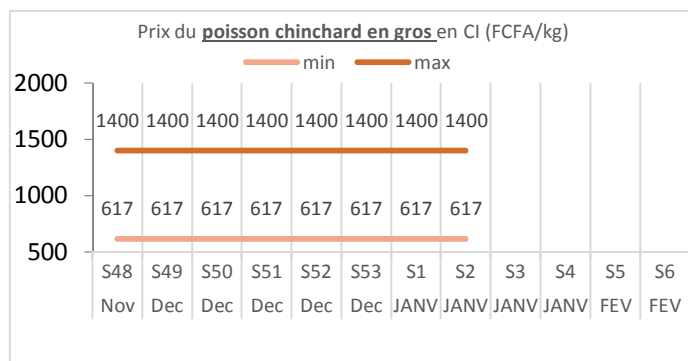 Prix du poisson chinchard en gros en CI (FCFA/kg)
min max
2000
1400 1400 1400 1400 1400 1400 1400 1400
1500
1000
617 617 617 617 617 617 617 617
500
S48 S49 S50 S51 S52 S53 S1 S2 S3 S4 S5 S6
Nov Dec Dec Dec Dec Dec JANV JANV JANV JANV FEV FEV